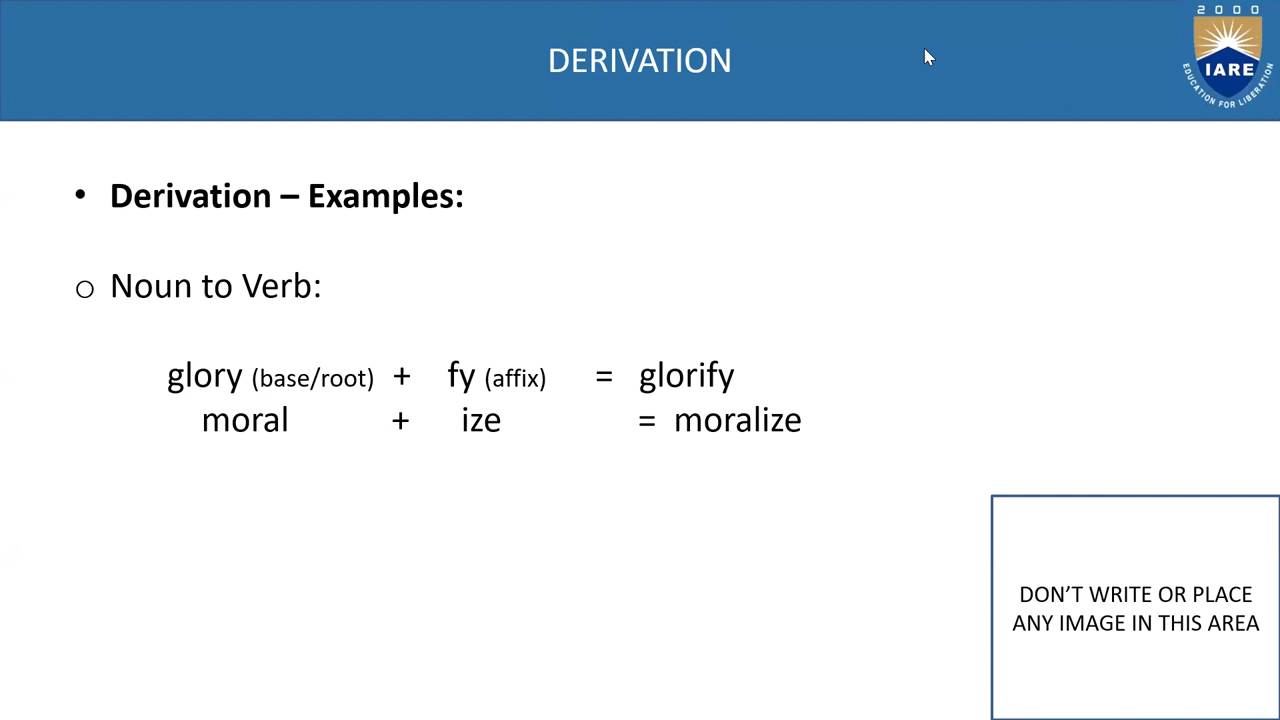 DERIVATION
2000
IARE
EDUCATION FOR LIBERATION
• Derivation – Examples:
o Noun to Verb:
glory (base/root) + fy (affix) = glorify
moral + ize = moralize
DON'T WRITE OR PLACE
ANY IMAGE IN THIS AREA